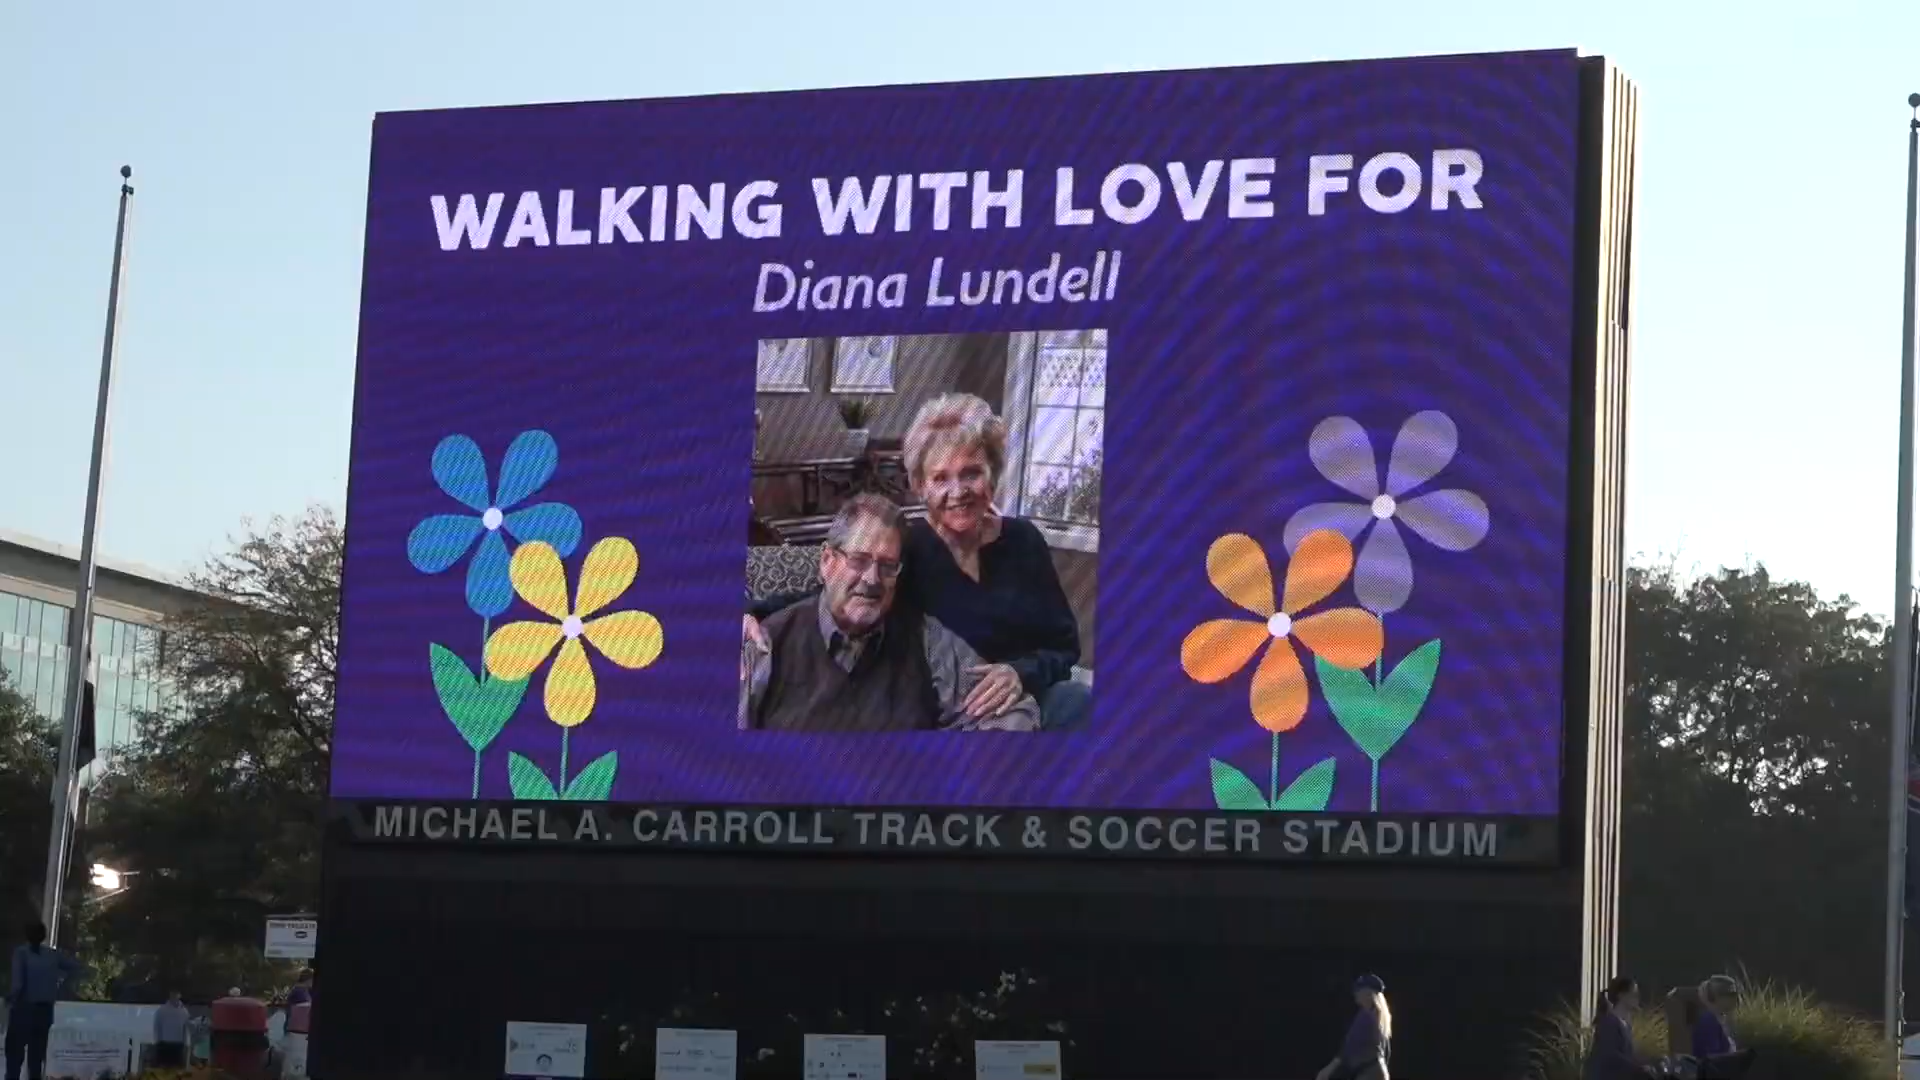 WALKING WITH LOVE FOR
Diana Lundell
MICHAEL A. CARROLL TRACK & SOCCER STADIUM